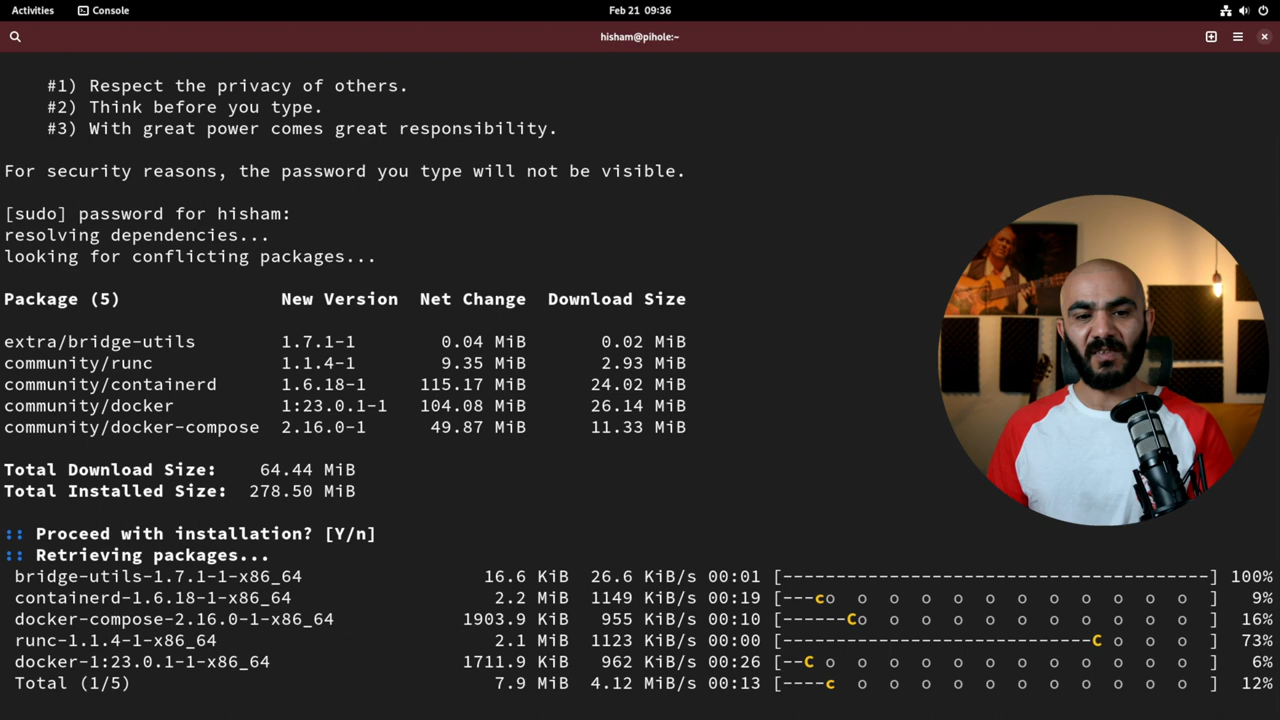 Activities Console Feb 21 09:36
hisham@pihole:~
#1) Respect the privacy of others.
#2) Think before you type.
#3) With great power comes great responsibility.
For security reasons, the password you type will not be visible.
[sudo] password for hisham:
resolving dependencies...
looking for conflicting packages...
Package (5) New Version Net Change Download Size
extra/bridge-utils 1.7.1-1 0.04 MiB 0.02 MiB
community/runc 1.1.4-1 9.35 MiB 2.93 MiB
community/containerd 1.6.18-1 115.17 MiB 24.02 MiB
community/docker 1:23.0.1-1 104.08 MiB 26.14 MiB
community/docker-compose 2.16.0-1 49.87 MiB 11.33 MiB
Total Download Size: 64.44 MiB
Total Installed Size: 278.50 MiB
:: Proceed with installation? [Y/n]
:: Retrieving packages...
bridge-utils-1.7.1-1-x86_64 16.6 KiB 26.6 KiB/s 00:01 [----------------------------------------] 100%
containerd-1.6.18-1-x86_64 2.2 MiB 1149 KiB/s 00:19 [---co o o o o o o o o o o o ] 9%
docker-compose-2.16.0-1-x86_64 1903.9 KiB 955 KiB/s 00:10 [------Co o o o o o o o o o o ] 16%
runc-1.1.4-1-x86_64 2.1 MiB 1123 KiB/s 00:00 [-----------------------------C o o o ] 73%
docker-1:23.0.1-1-x86_64 1711.9 KiB 962 KiB/s 00:26 [--C o o o o o o o o o o o o ] 6%
Total (1/5) 7.9 MiB 4.12 MiB/s 00:13 [----c o o o o o o o o o o o ] 12%